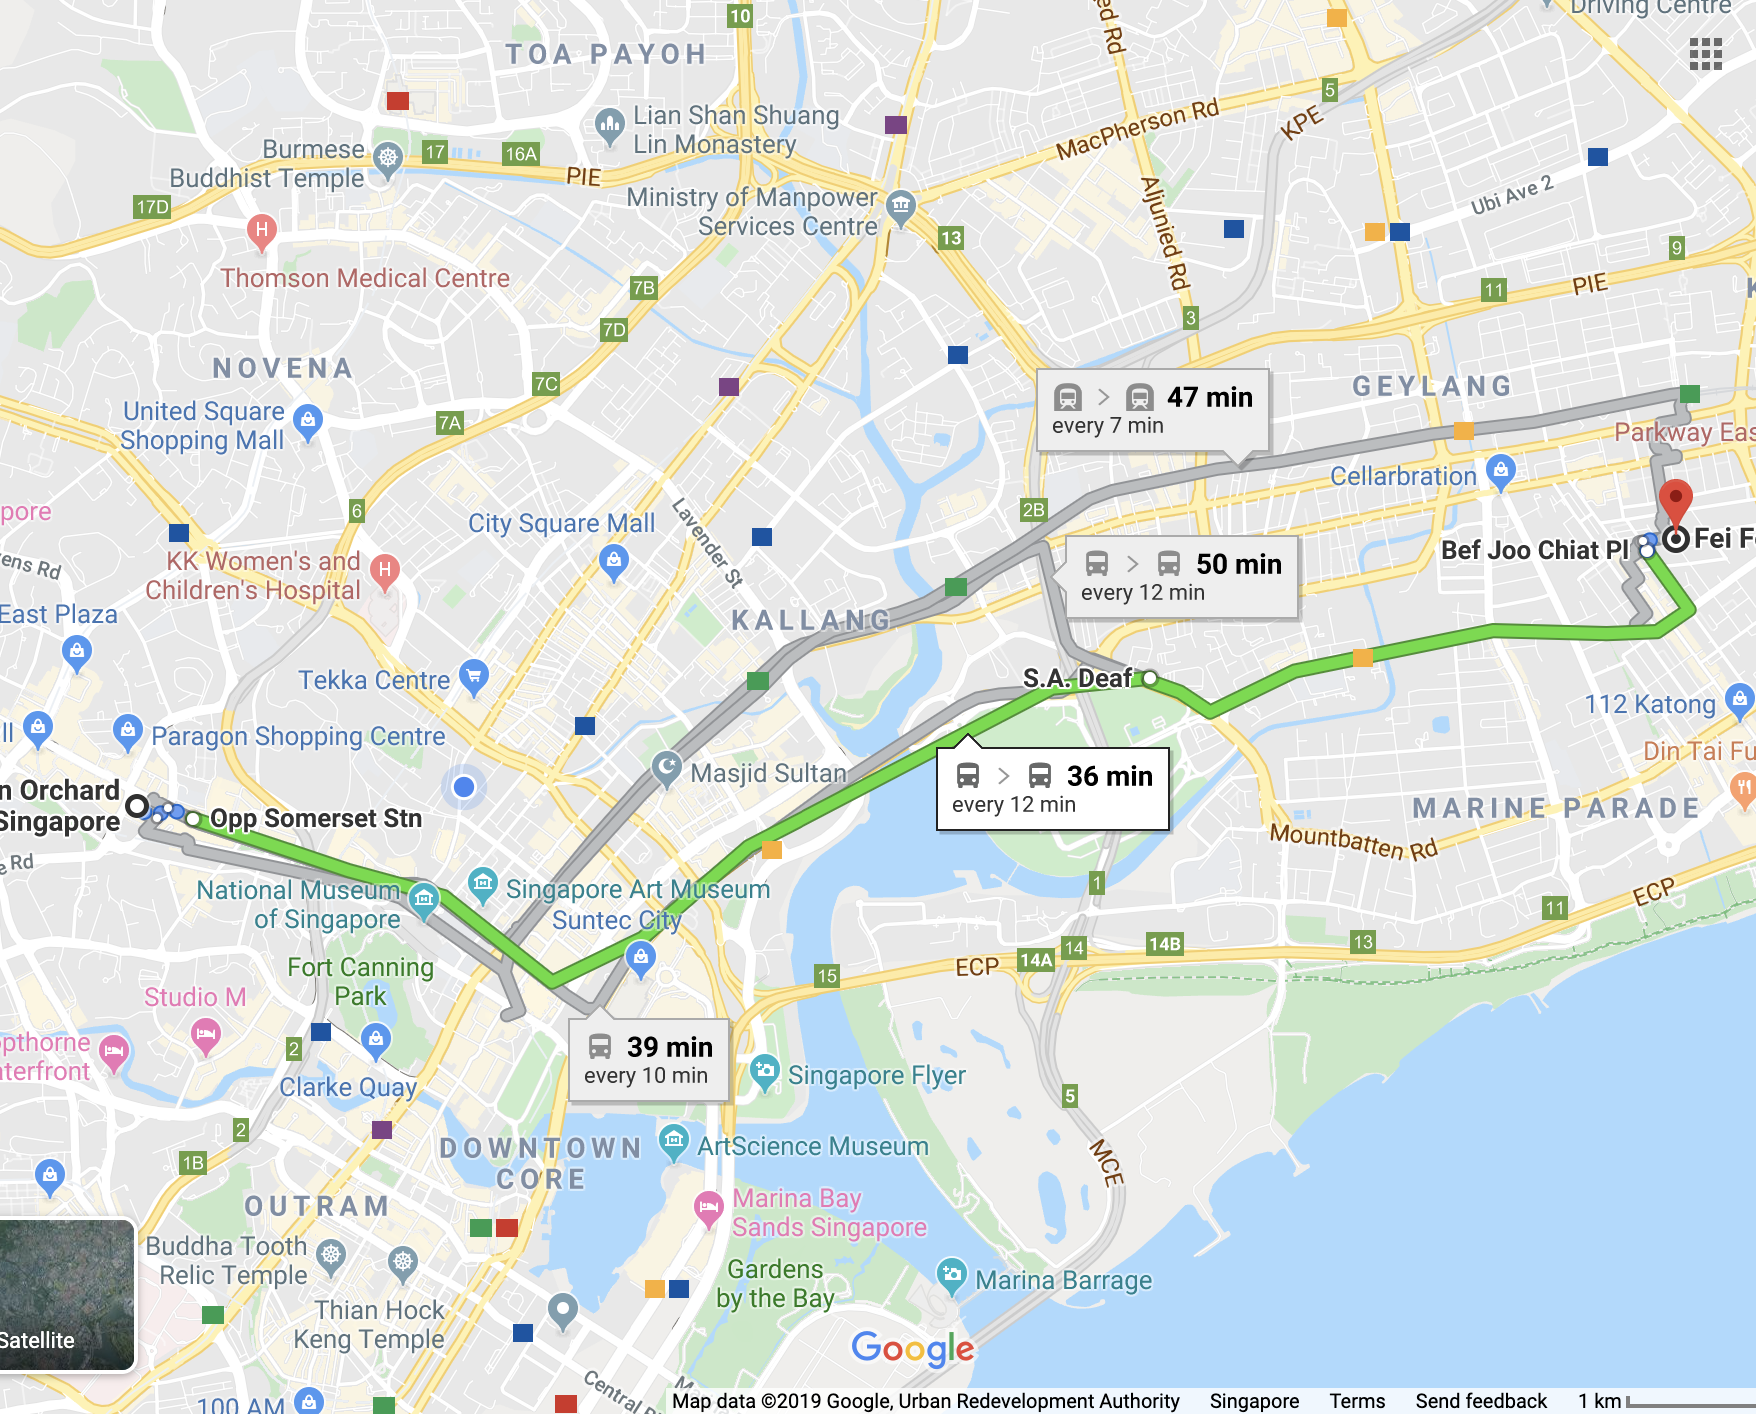 Driving Centre
10
TOA PAYOH
ed Rd
5
KPE
MacPherson Rd
Lian Shan Shuang
Lin Monastery
Burmese
Buddhist Temple
17
16A
PIE
17D
Ministry of Manpower
Services Centre
13
Aljunied Rd
Ubi Ave 2
9
Thomson Medical Centre
7B
11
PIE
7D
3
NOVENA
7C
47 min
every 7 min
GEYLANG
United Square
Shopping Mall
7A
Parkway Eas
Cellarbration
pore
6
City Square Mall
Lavender St
2B
KK Women's and
Children's Hospital
ens Rd
50 min
every 12 min
Bef Joo Chiat Pl
Fei F
East Plaza
KALLANG
Tekka Centre
S.A. Deaf
ll
Paragon Shopping Centre
112 Katong
Din Tai Fu
Masjid Sultan
36 min
every 12 min
n Orchard
Singapore
Opp Somerset Stn
MARINE PARADE
Mountbatten Rd
e Rd
National Museum
of Singapore
Singapore Art Museum
Suntec City
1
ECP
11
Fort Canning
Park
14A
14
14B
13
15
ECP
Studio M
opthorne
aterfront
2
39 min
every 10 min
Clarke Quay
Singapore Flyer
5
2
1B
DOWNTOWN
CORE
ArtScience Museum
MCE
OUTRAM
Marina Bay
Sands Singapore
Buddha Tooth
Relic Temple
Gardens
by the Bay
Marina Barrage
Thian Hock
Keng Temple
Satellite
Google
100 AM
Central
Map data ©2019 Google, Urban Redevelopment Authority
Singapore
Terms
Send feedback
1 km